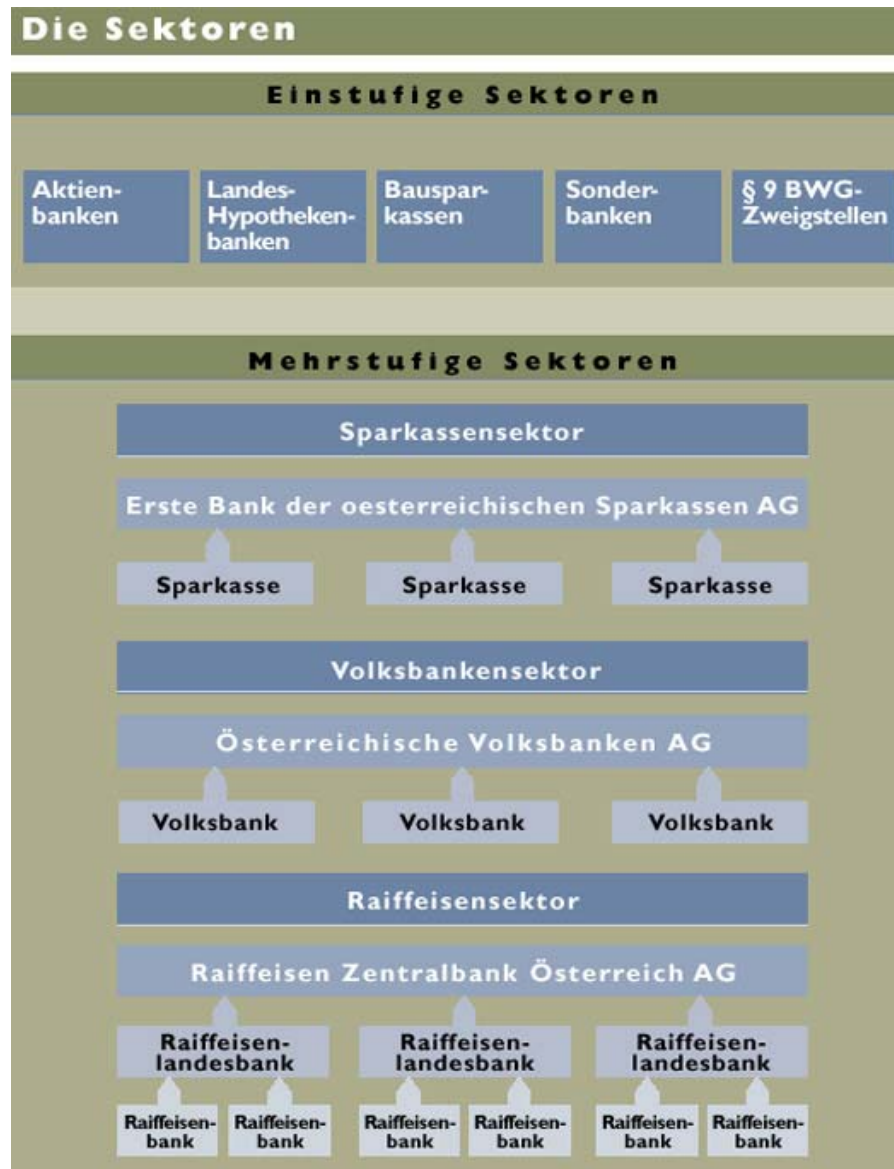 Die Sektoren
Einstufige Sektoren
Aktien-
banken
Landes-
Hypotheken-
banken
Bauspar-
kassen
Sonder-
banken
§ 9 BWG-
Zweigstellen
Mehrstufige Sektoren
Sparkassensektor
Erste Bank der oesterreichischen Sparkassen AG
Sparkasse
Sparkasse
Sparkasse
Volksbankensektor
Österreichische Volksbanken AG
Volksbank
Volksbank
Volksbank
Raiffeisensektor
Raiffeisen Zentralbank Österreich AG
Raiffeisen-
landesbank
Raiffeisen-
landesbank
Raiffeisen-
landesbank
Raiffeisen-
bank
Raiffeisen-
bank
Raiffeisen-
bank
Raiffeisen-
bank
Raiffeisen-
bank
Raiffeisen-
bank